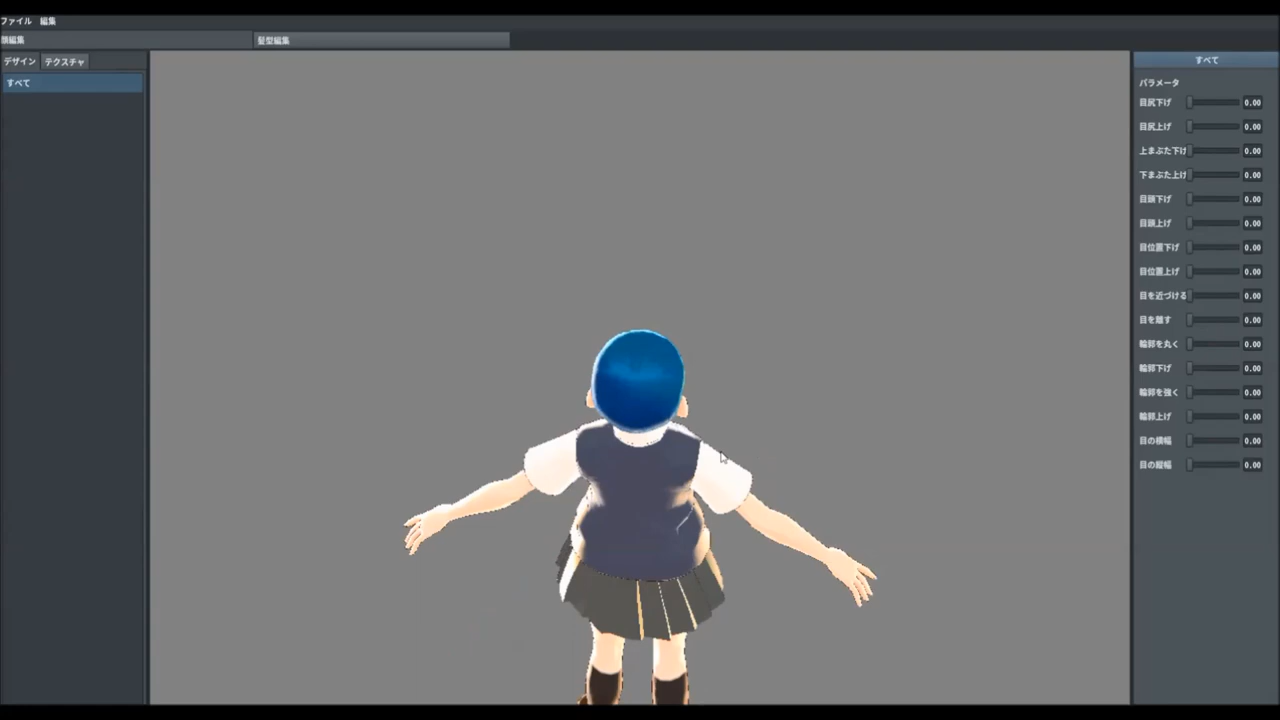 ファイル 編集
顔編集 髪型編集
デザイン テクスチャ
すべて
すべて
パラメータ
目尻下げ 0.00
目尻上げ 0.00
上まぶた下げ 0.00
下まぶた上げ 0.00
目頭下げ 0.00
目頭上げ 0.00
目位置下げ 0.00
目位置上げ 0.00
目を近づける 0.00
目を離す 0.00
輪郭を丸く 0.00
輪郭下げ 0.00
輪郭を強く 0.00
輪郭上げ 0.00
目の横幅 0.00
目の縦幅 0.00